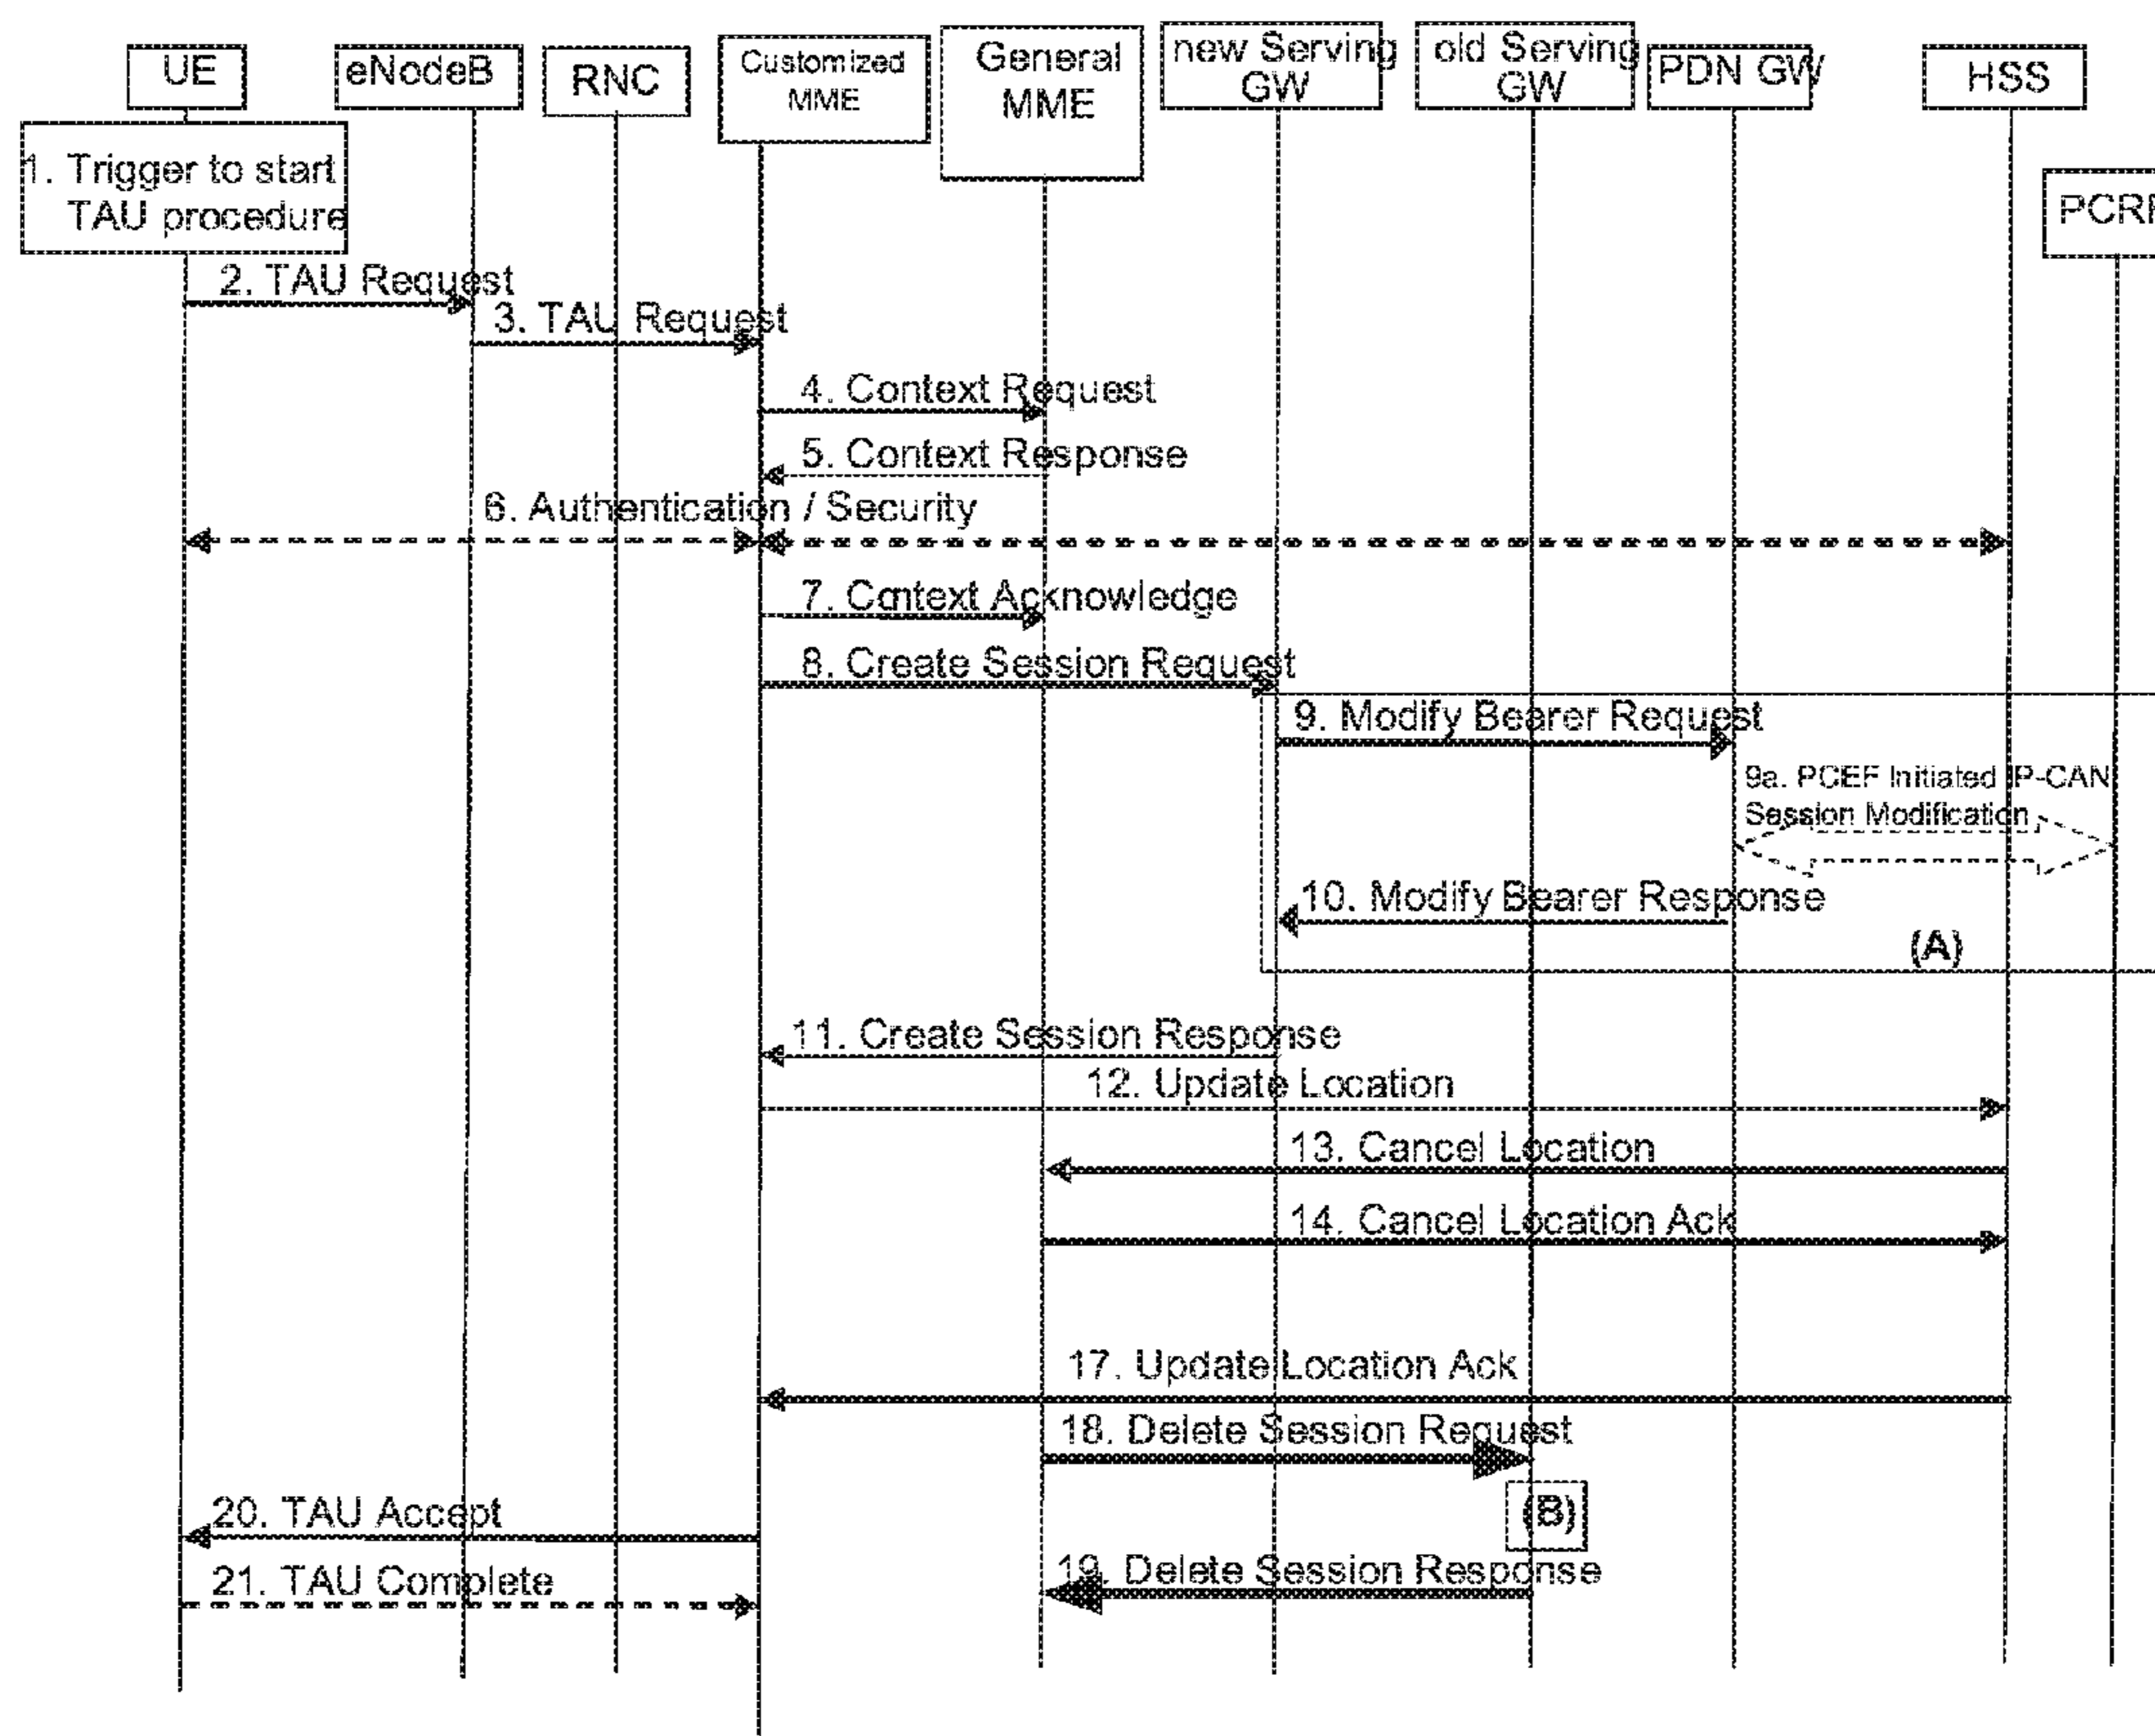 UE
eNodeB
RNC
Customized
MME
General
MME
new Serving
GW
old Serving
GW
PDN GW
HSS
1. Trigger to start
TAU procedure
2. TAU Request
3. TAU Request
4. Context Request
5. Context Response
6. Authentication / Security
7. Context Acknowledge
8. Create Session Request
9. Modify Bearer Request
9a. PCEF Initiated IP-CAN
Session Modification
10. Modify Bearer Response
(A)
11. Create Session Response
12. Update Location
13. Cancel Location
14. Cancel Location Ack
17. Update Location Ack
18. Delete Session Request
(B)
20. TAU Accept
19. Delete Session Response
21. TAU Complete